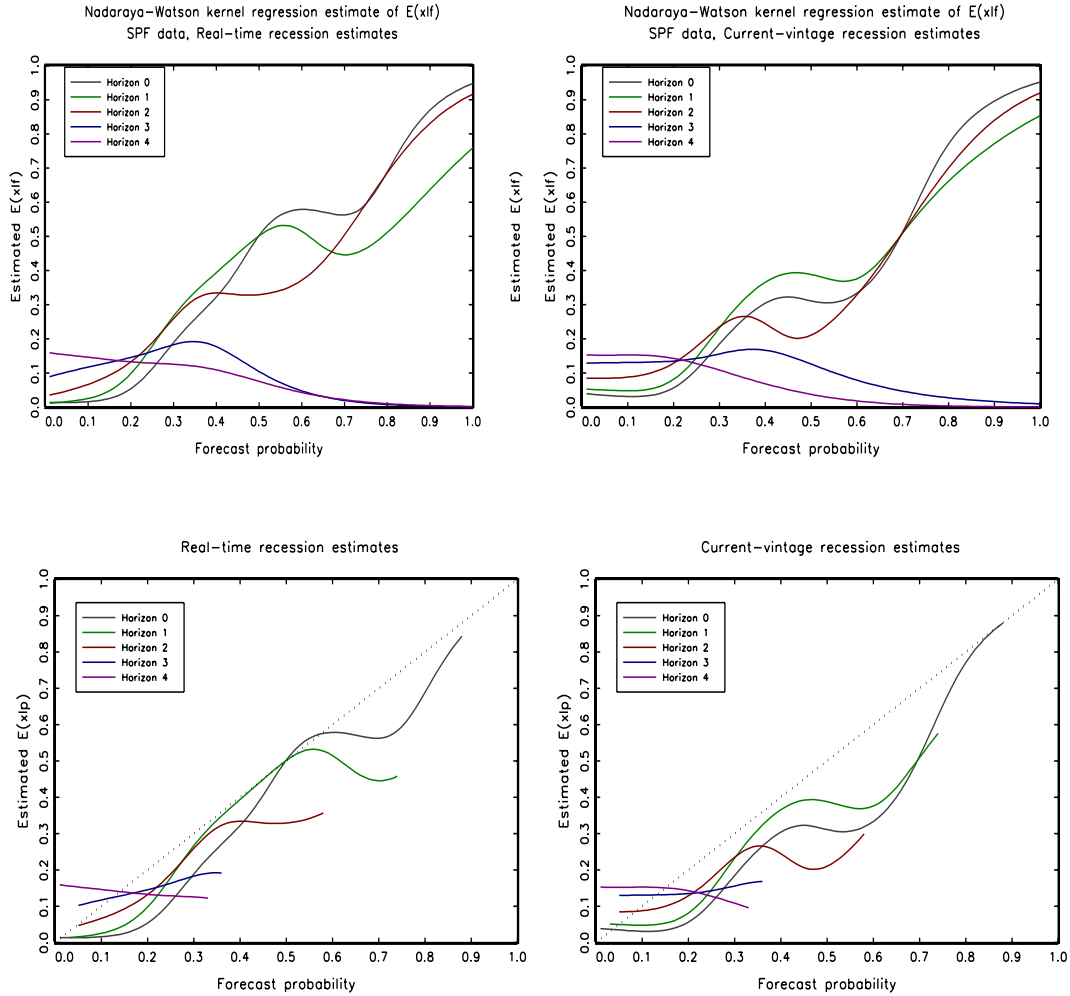 Nadaraya-Watson kernel regression estimate of E(x|f)
SPF data, Real-time recession estimates
1.0
0.9
0.8
0.7
0.6
0.5
0.4
0.3
0.2
0.1
0.0
Estimated E(x|f)
Horizon 0
Horizon 1
Horizon 2
Horizon 3
Horizon 4
0.0 0.1 0.2 0.3 0.4 0.5 0.6 0.7 0.8 0.9 1.0
Forecast probability
Nadaraya-Watson kernel regression estimate of E(x|f)
SPF data, Current-vintage recession estimates
Estimated E(x|f)
Estimated E(x|f)
1.0
0.9
0.8
0.7
0.6
0.5
0.4
0.3
0.2
0.1
0.0
Horizon 0
Horizon 1
Horizon 2
Horizon 3
Horizon 4
0.0 0.1 0.2 0.3 0.4 0.5 0.6 0.7 0.8 0.9 1.0
Forecast probability
Real-time recession estimates
1.0
0.9
0.8
0.7
0.6
0.5
0.4
0.3
0.2
0.1
0.0
Estimated E(x|p)
Horizon 0
Horizon 1
Horizon 2
Horizon 3
Horizon 4
0.0 0.1 0.2 0.3 0.4 0.5 0.6 0.7 0.8 0.9 1.0
Forecast probability
Current-vintage recession estimates
1.0
0.9
0.8
0.7
0.6
0.5
0.4
0.3
0.2
0.1
0.0
Estimated E(x|p)
Horizon 0
Horizon 1
Horizon 2
Horizon 3
Horizon 4
0.0 0.1 0.2 0.3 0.4 0.5 0.6 0.7 0.8 0.9 1.0
Forecast probability